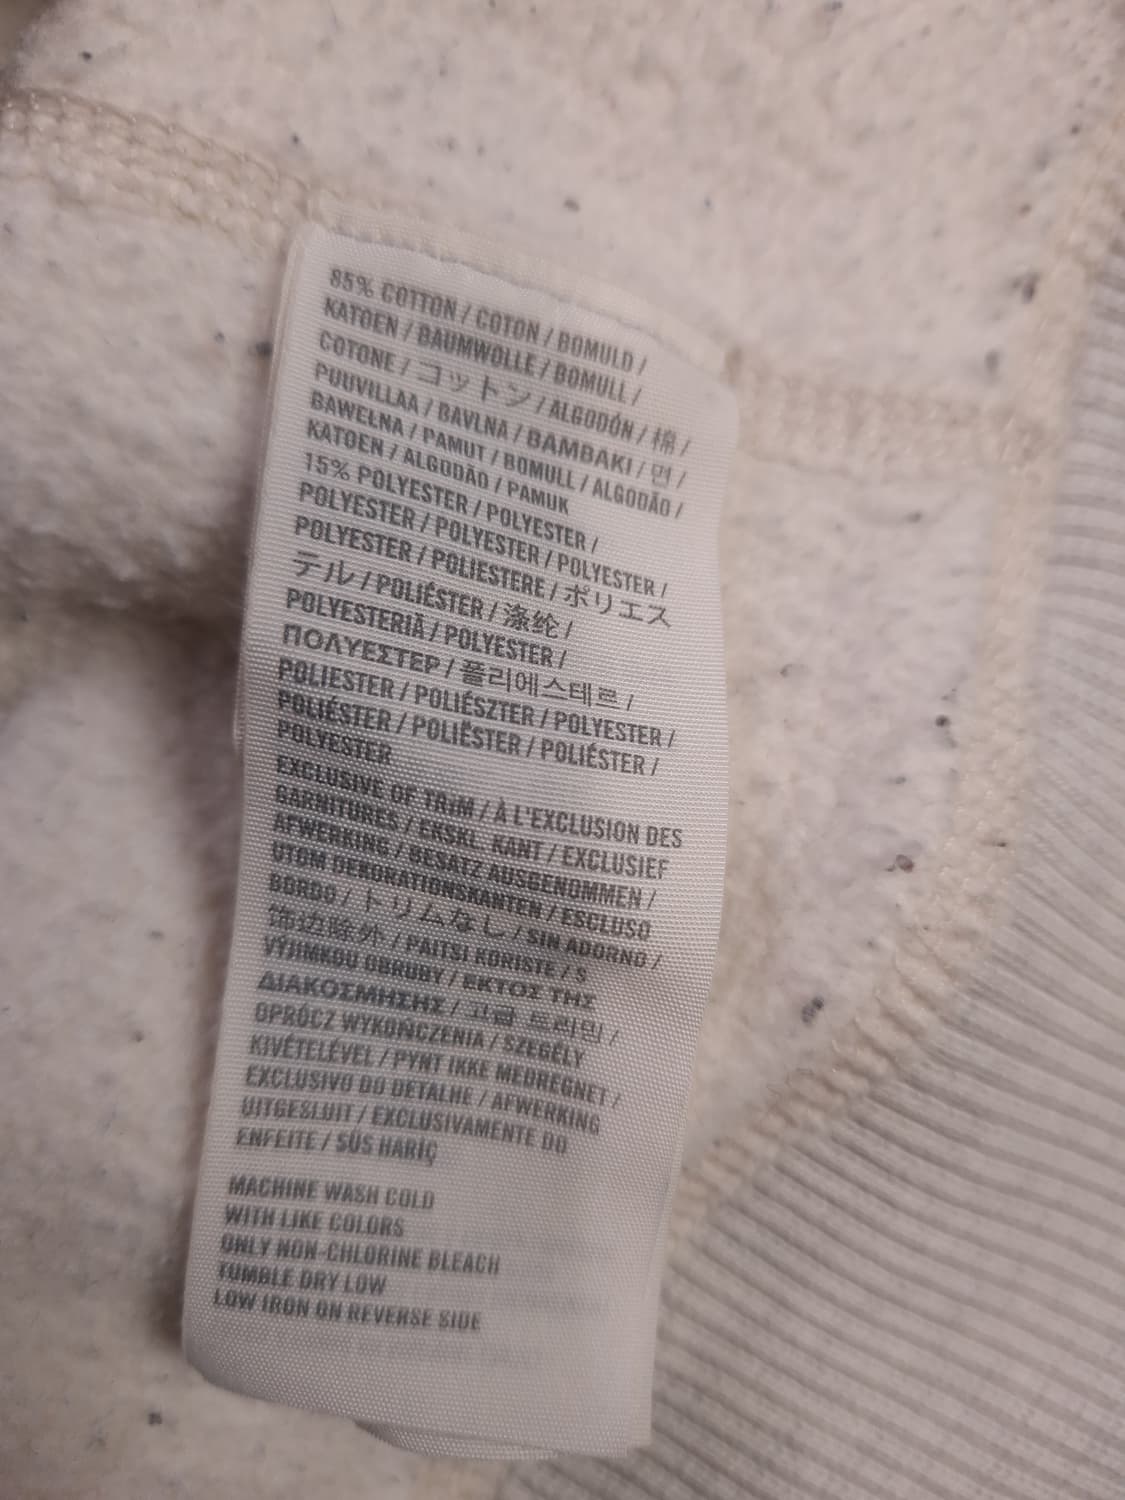 85% COTTON / COTON / BOMULD /
KATOEN / BAUMWOLLE / BOMULL /
COTONE / コットン / ALGODÓN / 棉 /
PUUVILLAA / BAVLNA / BAMBAKI / 면 /
BAWEŁNA / PAMUT / BOMULL / ALGODÃO /
KATOEN / ALGODÃO / PAMUK
15% POLYESTER / POLYESTER /
POLYESTER / POLYESTER / POLYESTER /
POLYESTER / POLIESTERE / ポリエス
テル / POLIÉSTER / 涤纶 /
POLYESTERIÄ / POLYESTER /
ΠΟΛΥΕΣΤΕΡ / 폴리에스테르 /
POLIESTER / POLIÉSZTER / POLYESTER /
POLIÉSTER / POLIËSTER / POLIÉSTER /
POLYESTER
EXCLUSIVE OF TRIM / À L'EXCLUSION DES
GARNITURES / EKSKL. KANT / EXCLUSIEF
AFWERKING / BESATZ AUSGENOMMEN /
UTOM DEKORATIONSKANTEN / ESCLUSO
BORDO / トリムなし / SIN ADORNO /
饰边除外 / PAITSI KORISTE / S
VÝJIMKOU OBRUBY / ΕΚΤΟΣ ΤΗΣ
ΔΙΑΚΟΣΜΗΣΗΣ / 고급 트리밍 /
OPRÓCZ WYKOŃCZENIA / SZEGÉLY
KIVÉTELÉVEL / PYNT IKKE MEDREGNET /
EXCLUSIVO DO DETALHE / AFWERKING
UITGESLUIT / EXCLUSIVAMENTE DO
ENFEITE / SÜS HARİÇ
MACHINE WASH COLD
WITH LIKE COLORS
ONLY NON-CHLORINE BLEACH
TUMBLE DRY LOW
LOW IRON ON REVERSE SIDE